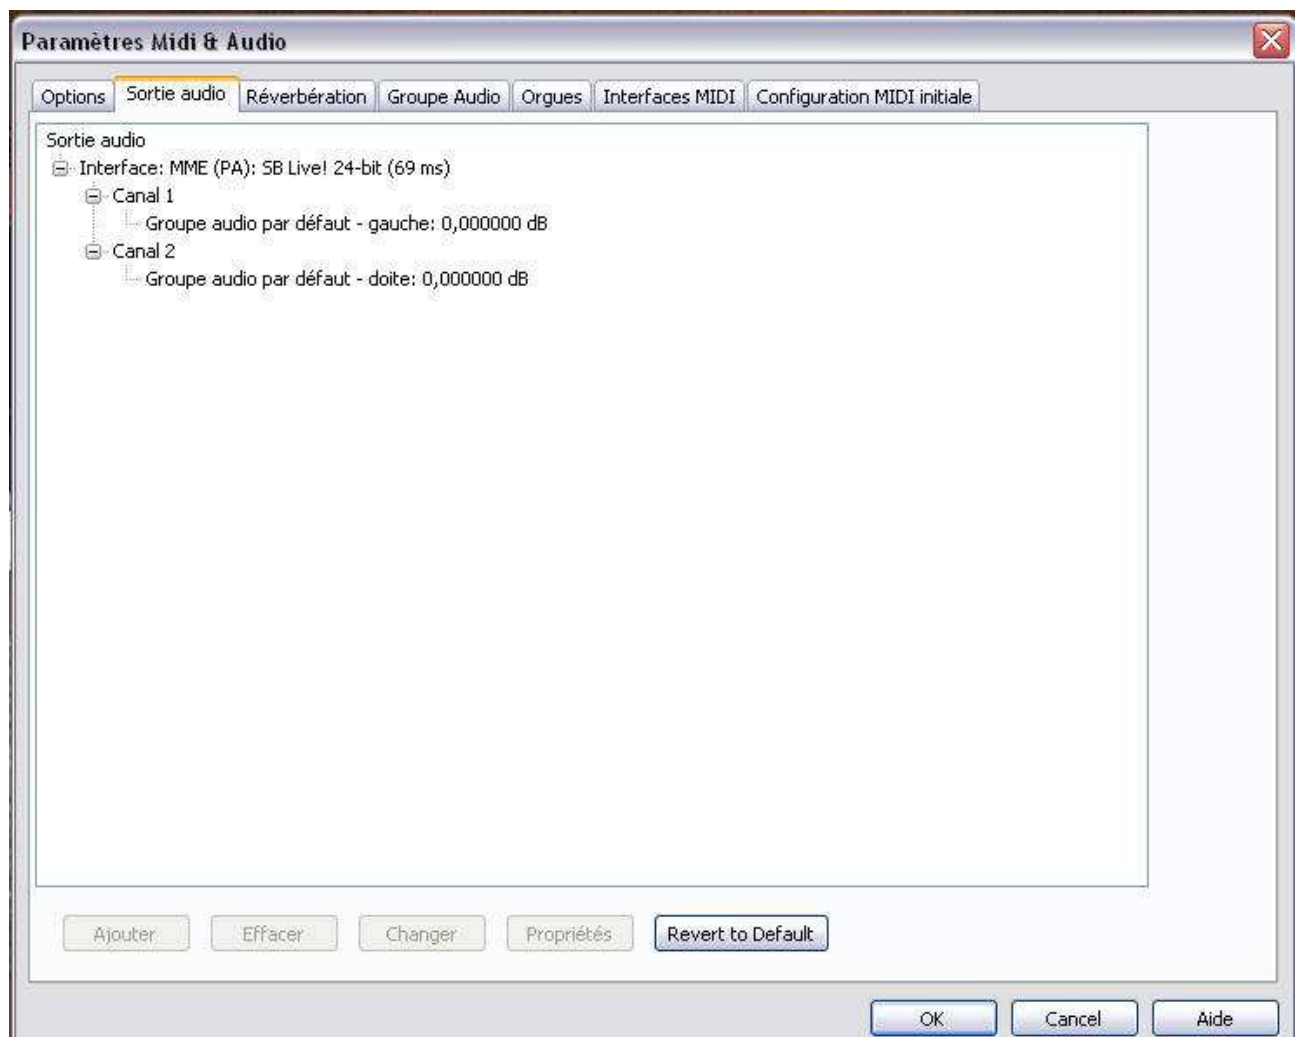 Paramètres Midi & Audio
Options Sortie audio Réverbération Groupe Audio Orgues Interfaces MIDI Configuration MIDI initiale
Sortie audio
Interface: MME (PA): SB Live! 24-bit (69 ms)
Canal 1
Groupe audio par défaut - gauche: 0,000000 dB
Canal 2
Groupe audio par défaut - doite: 0,000000 dB
Ajouter Effacer Changer Propriétés Revert to Default
OK Cancel Aide